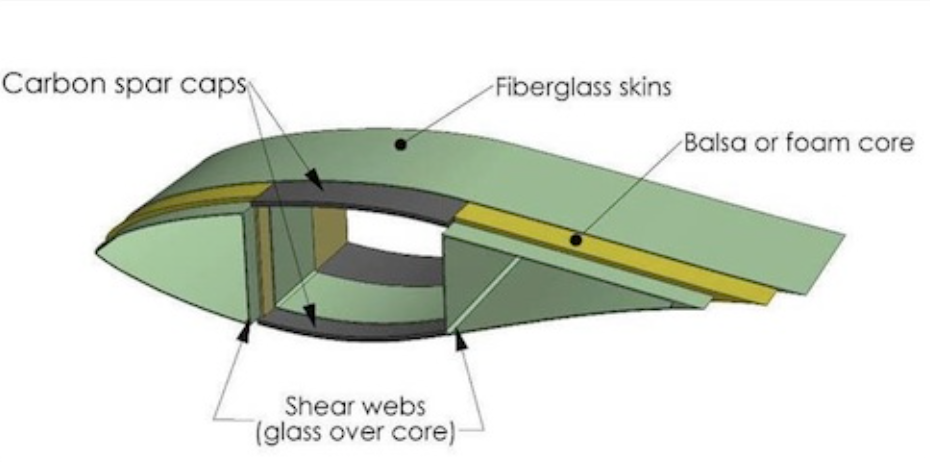 Carbon spar caps
Fiberglass skins
Balsa or foam core
Shear webs
(glass over core)